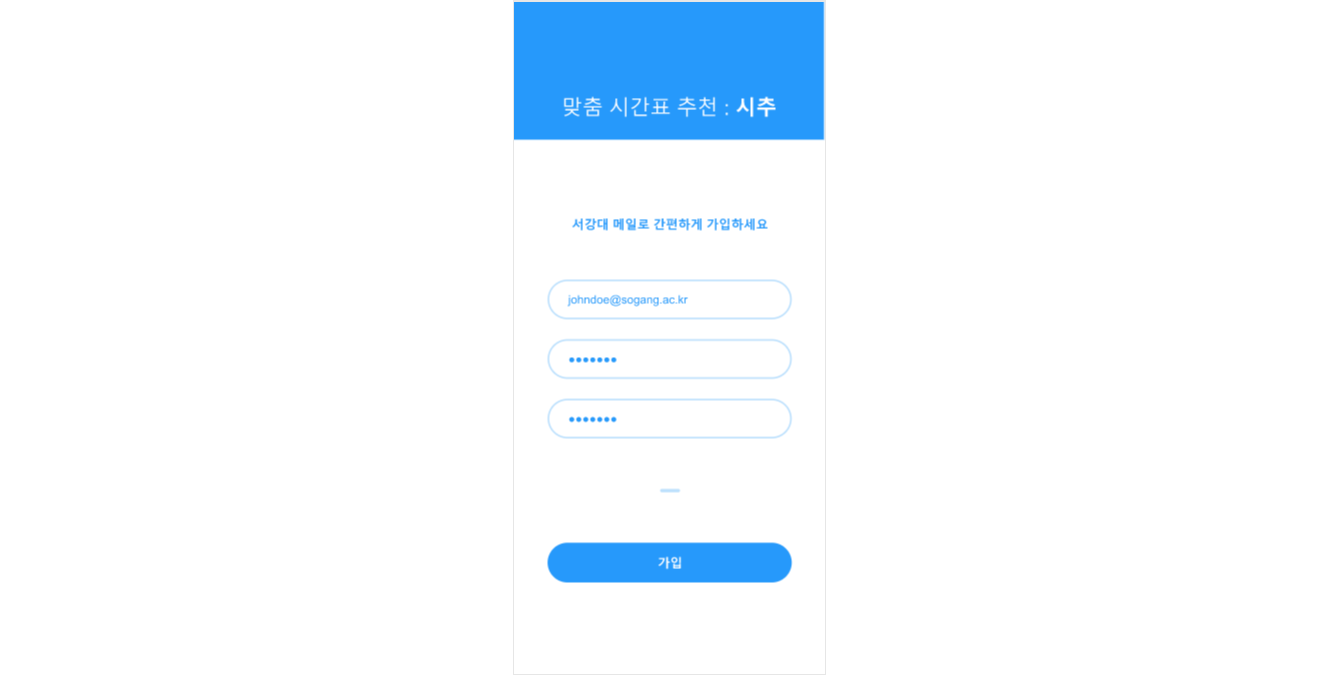 맞춤 시간표 추천 : 시추
서강대 메일로 간편하게 가입하세요
johndoe@sogang.ac.kr
•••••••
•••••••
가입